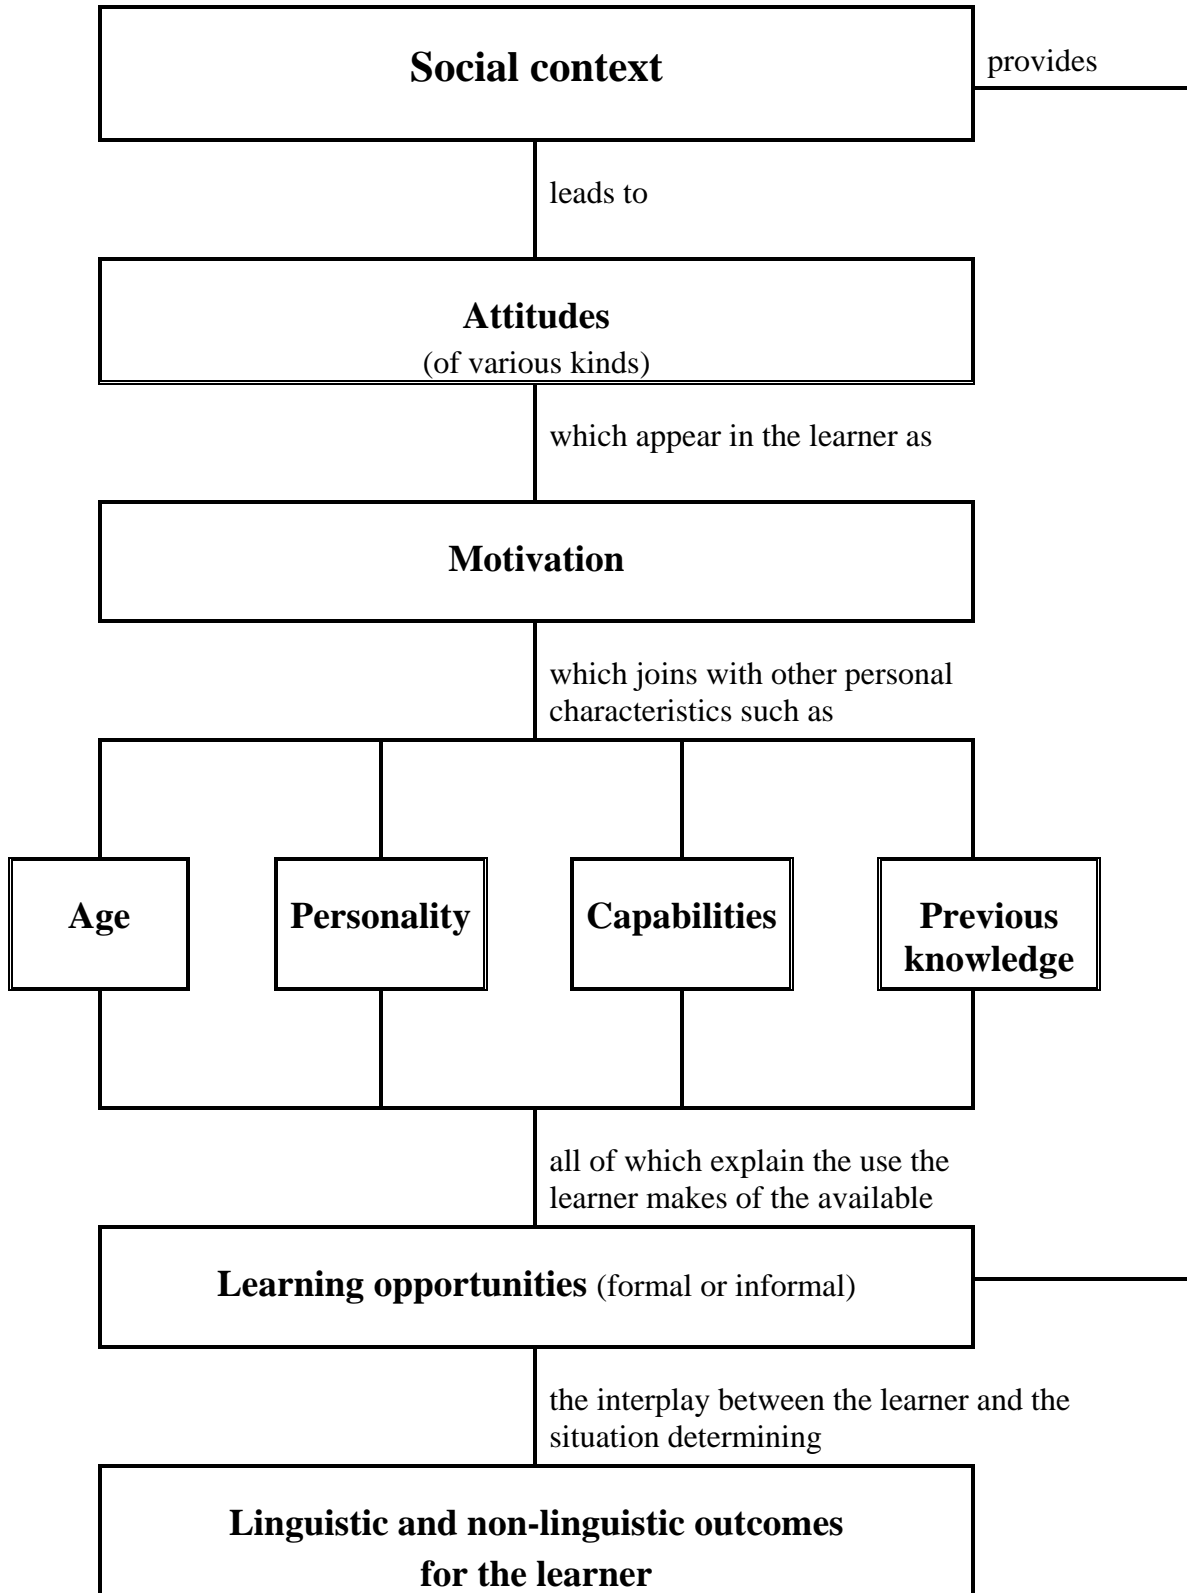 Social context
provides
leads to
Attitudes
(of various kinds)
which appear in the learner as
Motivation
which joins with other personal
characteristics such as
Age
Personality
Capabilities
Previous
knowledge
all of which explain the use the
learner makes of the available
Learning opportunities (formal or informal)
the interplay between the learner and the
situation determining
Linguistic and non-linguistic outcomes
for the learner